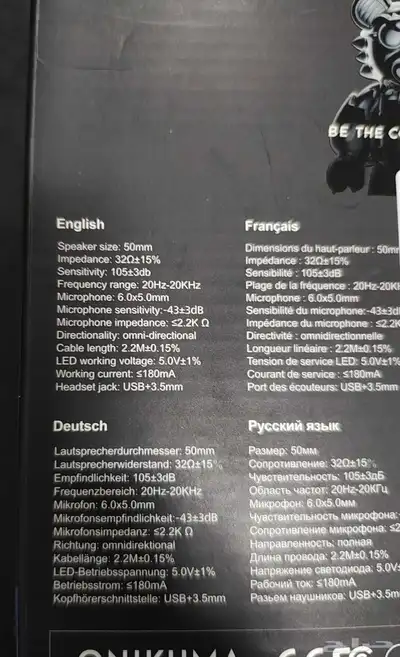 BE THE
English
Speaker size: 50mm
Impedance: 32Ω±15%
Sensitivity: 105±3db
Frequency range: 20Hz-20KHz
Microphone: 6.0x5.0mm
Microphone sensitivity:-43±3dB
Microphone impedance: ≤2.2K Ω
Directionality: omni-directional
Cable length: 2.2M±0.15%
LED working voltage: 5.0V±1%
Working current: ≤180mA
Headset jack: USB+3.5mm
Français
Dimensions du haut-parleur : 50mm
Impédance : 32Ω±15%
Sensibilité : 105±3dB
Plage de la fréquence : 20Hz-20KHz
Microphone : 6.0x5.0mm
Sensibilité du microphone:-43±3dB
Impédance du microphone : ≤2.2K
Directivité : omnidirectionnelle
Longueur linéaire : 2.2M±0.15%
Tension de service LED: 5.0V±1%
Courant de service : ≤180mA
Port des écouteurs: USB+3.5mm
Deutsch
Lautsprecherdurchmesser: 50mm
Lautsprecherwiderstand: 32Ω±15%
Empfindlichkeit: 105±3dB
Frequenzbereich: 20Hz-20KHz
Mikrofon: 6.0x5.0mm
Mikrofonsempfindlichkeit:-43±3dB
Mikrofonsimpedanz: ≤2.2K Ω
Richtung: omnidirektional
Kabellänge: 2.2M±0.15%
LED-Betriebsspannung: 5.0V±1%
Betriebsstrom: ≤180mA
Kopfhörerschnittstelle: USB+3.5mm
Русский язык
Размер: 50мм
Сопротивление: 32Ω±15%
Чувствительность: 105±3дБ
Область частот: 20Hz-20КГц
Микрофон: 6.0x5.0мм
Чувствительность микрофона:
Сопротивление микрофона: ≤2
Направленность: полная
Длина провода: 2.2M±0.15%
Напряжение светодиода: 5.0V±
Рабочий ток: ≤180mA
Разьем наушников: USB+3.5mm
ONIKUMA